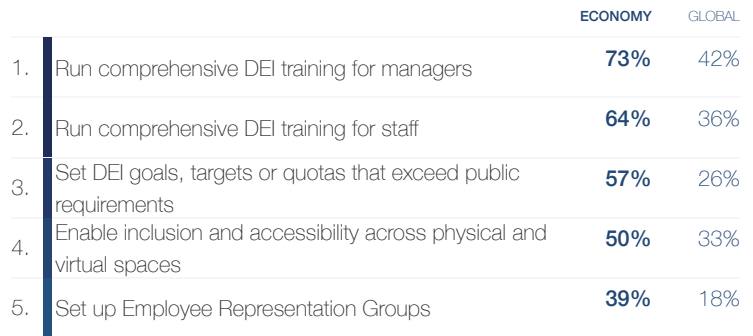 ECONOMY GLOBAL
1. Run comprehensive DEI training for managers 73% 42%
2. Run comprehensive DEI training for staff 64% 36%
3. Set DEI goals, targets or quotas that exceed public
requirements 57% 26%
4. Enable inclusion and accessibility across physical and
virtual spaces 50% 33%
5. Set up Employee Representation Groups 39% 18%